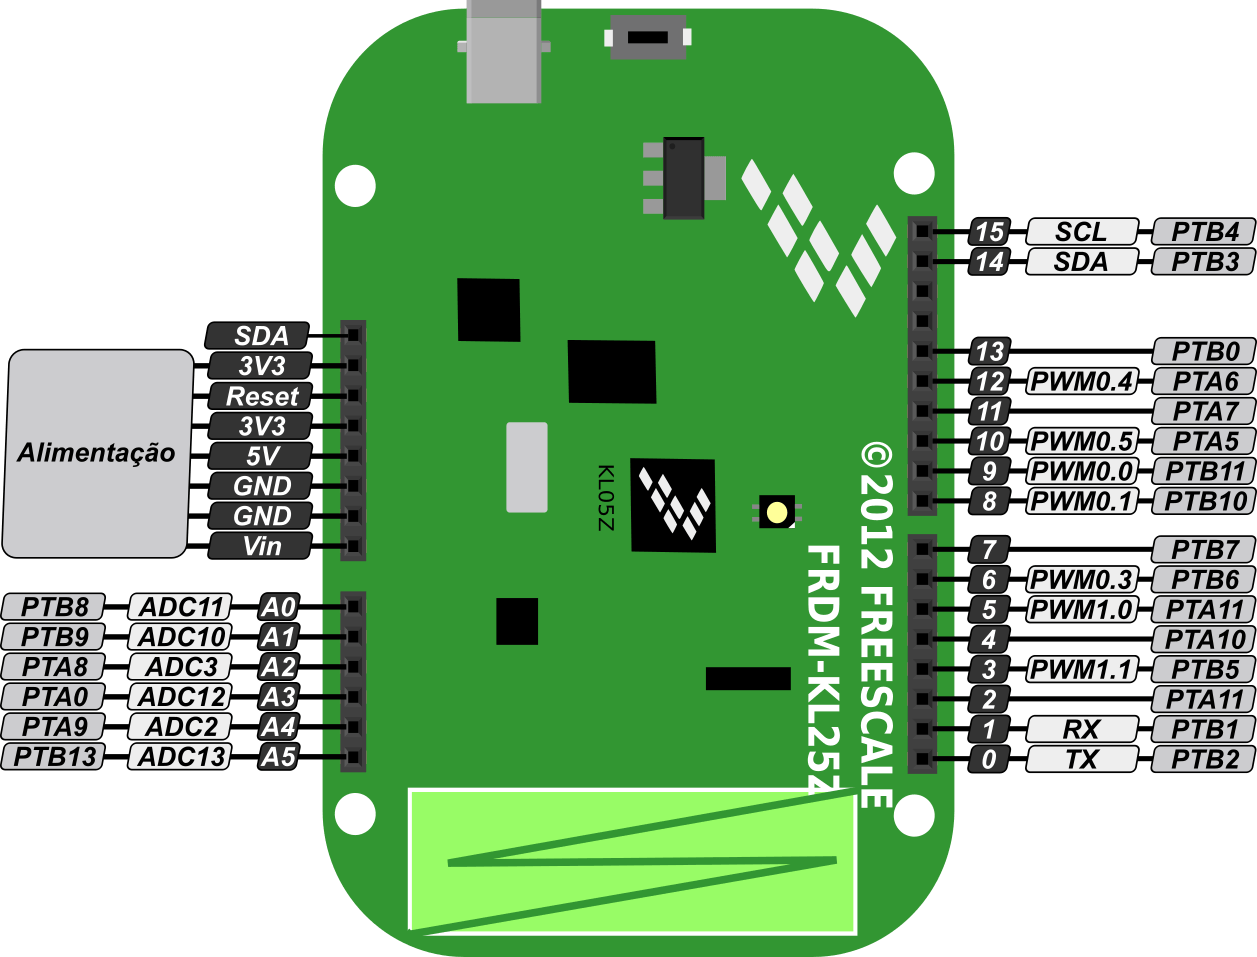 15 SCL PTB4
14 SDA PTB3
SDA
3V3
Reset
3V3
5V
GND
GND
Vin
Alimentação
13 PTB0
12 PWM0.4 PTA6
11 PTA7
10 PWM0.5 PTA5
9 PWM0.0 PTB11
8 PWM0.1 PTB10
KL05Z
©2012 FREESCALE
FRDM-KL25Z
7 PTB7
6 PWM0.3 PTB6
5 PWM1.0 PTA11
4 PTA10
3 PWM1.1 PTB5
2 PTA11
1 RX PTB1
0 TX PTB2
PTB8 ADC11 A0
PTB9 ADC10 A1
PTA8 ADC3 A2
PTA0 ADC12 A3
PTA9 ADC2 A4
PTB13 ADC13 A5